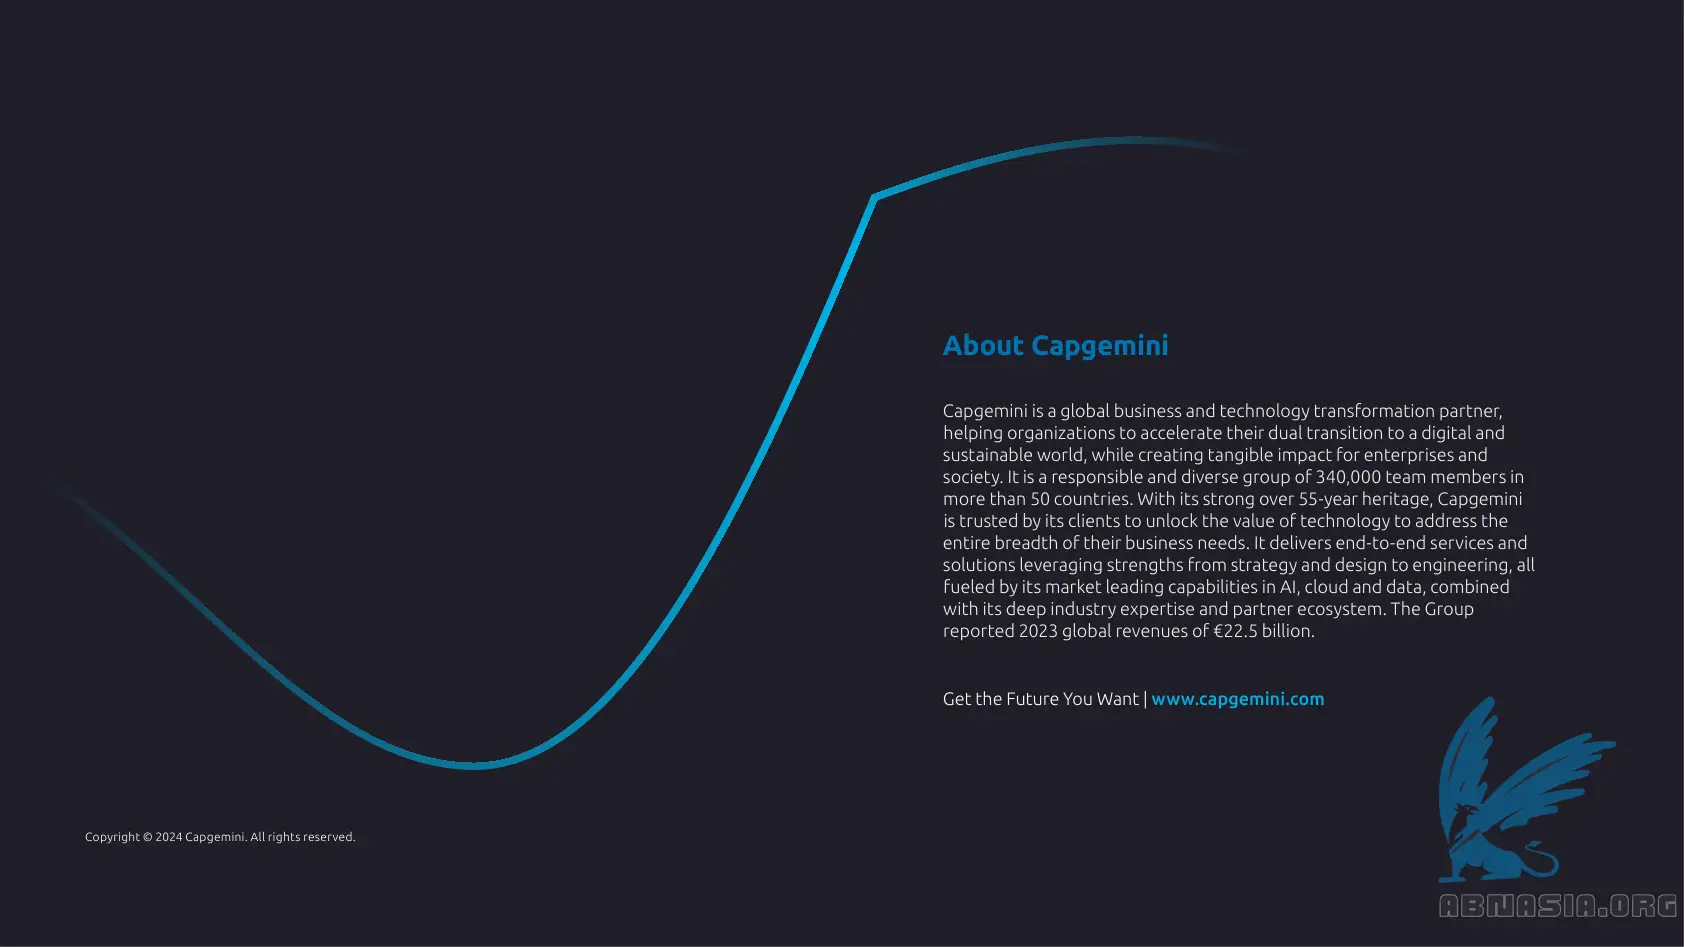 About Capgemini
Capgemini is a global business and technology transformation partner,
helping organizations to accelerate their dual transition to a digital and
sustainable world, while creating tangible impact for enterprises and
society. It is a responsible and diverse group of 340,000 team members in
more than 50 countries. With its strong over 55-year heritage, Capgemini
is trusted by its clients to unlock the value of technology to address the
entire breadth of their business needs. It delivers end-to-end services and
solutions leveraging strengths from strategy and design to engineering, all
fueled by its market leading capabilities in AI, cloud and data, combined
with its deep industry expertise and partner ecosystem. The Group
reported 2023 global revenues of €22.5 billion.
Get the Future You Want | www.capgemini.com
Copyright © 2024 Capgemini. All rights reserved.
ABNASIA.ORG